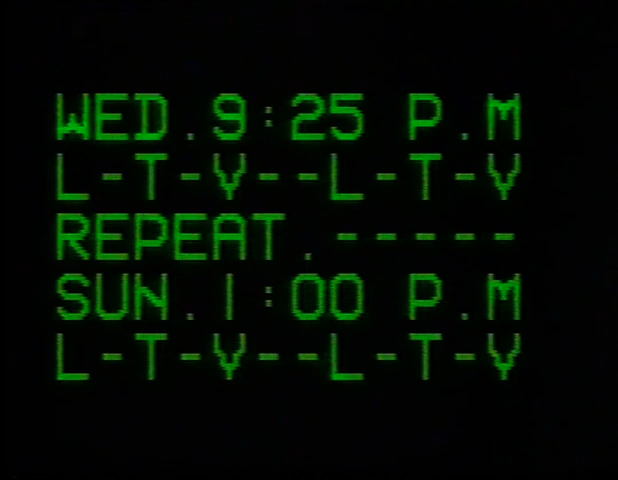 WED.9:25 P.M
L-T-V--L-T-V
REPEAT.-----
SUN.1:00 P.M
L-T-V--L-T-V